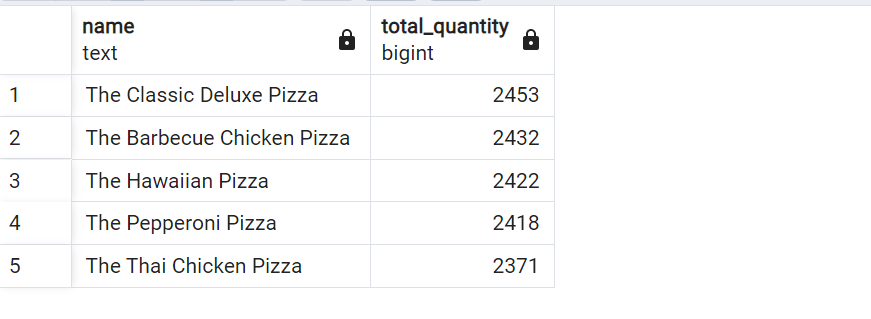 name total_quantity
text bigint
1 The Classic Deluxe Pizza 2453
2 The Barbecue Chicken Pizza 2432
3 The Hawaiian Pizza 2422
4 The Pepperoni Pizza 2418
5 The Thai Chicken Pizza 2371